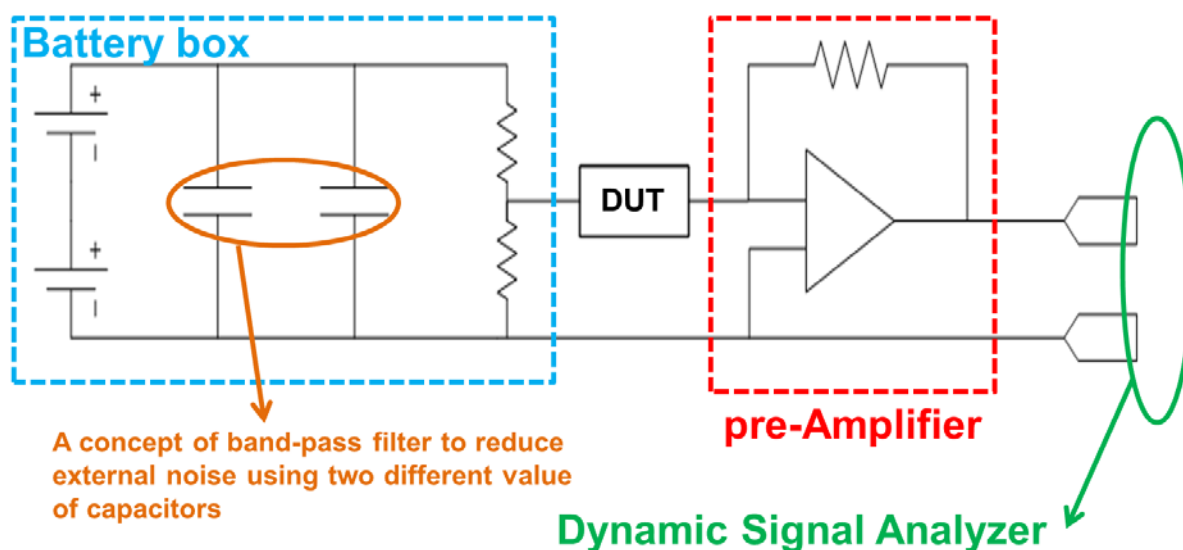 Battery box
+
−
+
−
DUT
pre-Amplifier
A concept of band-pass filter to reduce
external noise using two different value
of capacitors
Dynamic Signal Analyzer